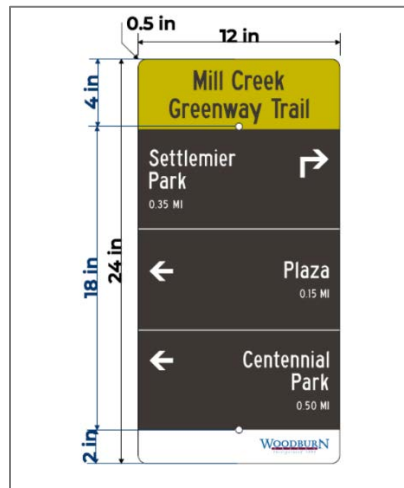 0.5 in
12 in
4 in
18 in
24 in
2 in
Mill Creek
Greenway Trail
Settlemier
Park
0.35 MI
Plaza
0.15 MI
Centennial
Park
0.50 MI
WOODBURN